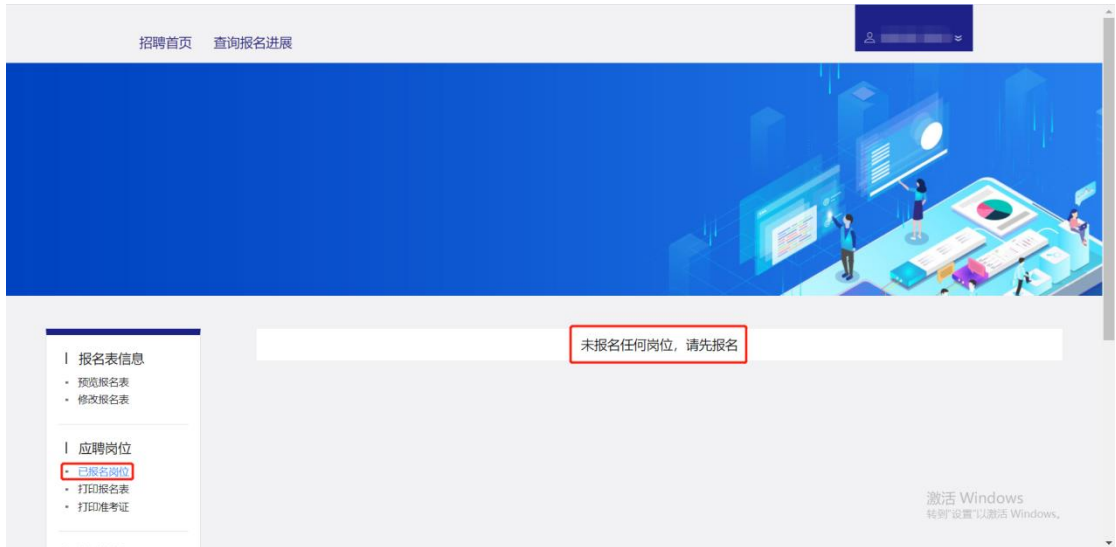 招聘首页 查询报名进展
未报名任何岗位，请先报名
报名表信息
预览报名表
修改报名表
应聘岗位
已报名岗位
打印报名表
打印准考证
激活 Windows
转到"设置"以激活 Windows。